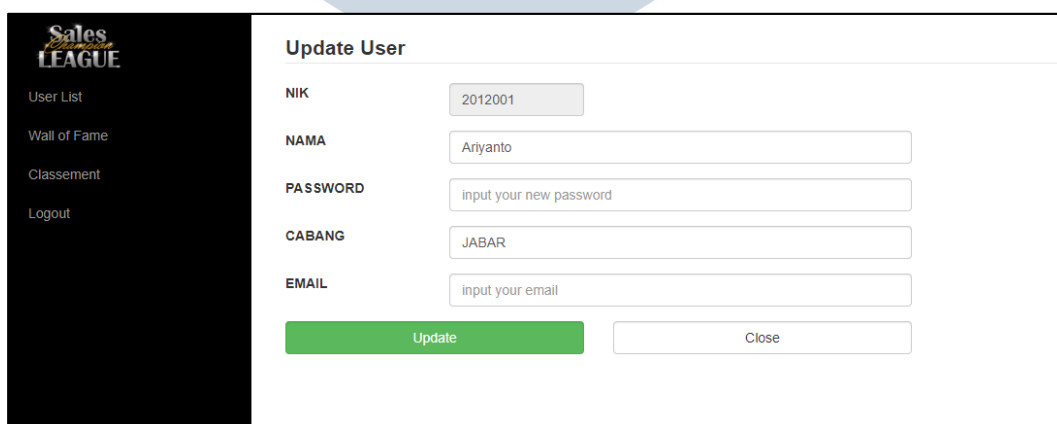 Sales
Champion
LEAGUE
User List
Wall of Fame
Classement
Logout
Update User
NIK
2012001
NAMA
Ariyanto
PASSWORD
input your new password
CABANG
JABAR
EMAIL
input your email
Update
Close